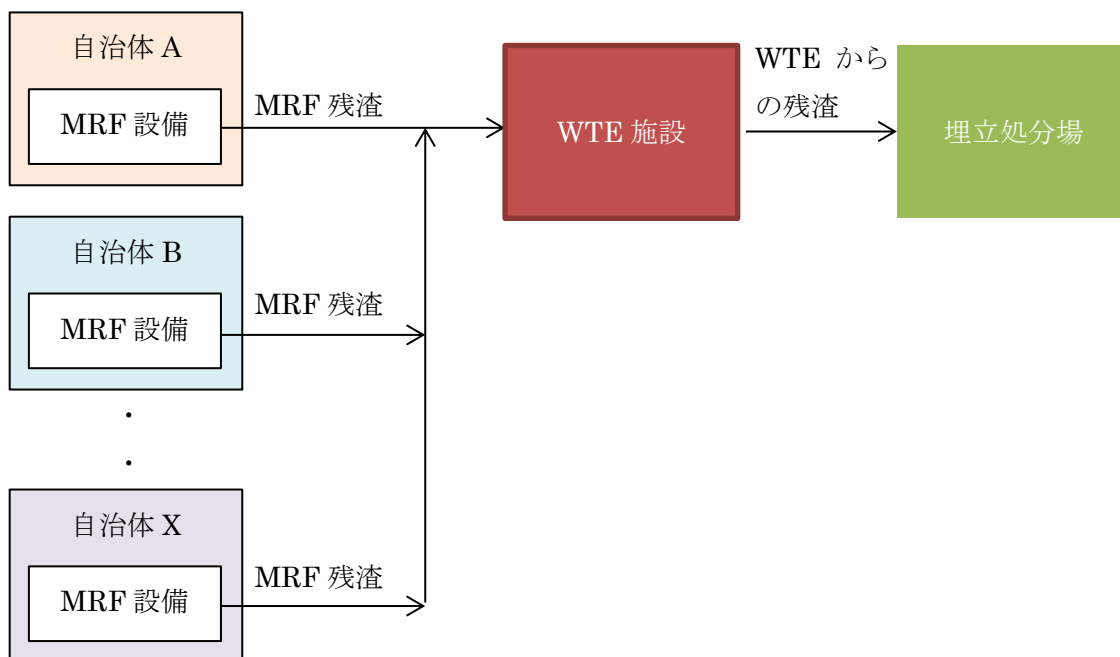 自治体 A
MRF 設備
MRF 残渣
WTE 施設
WTE から
の残渣
埋立処分場
自治体 B
MRF 設備
MRF 残渣
・
・
自治体 X
MRF 設備
MRF 残渣